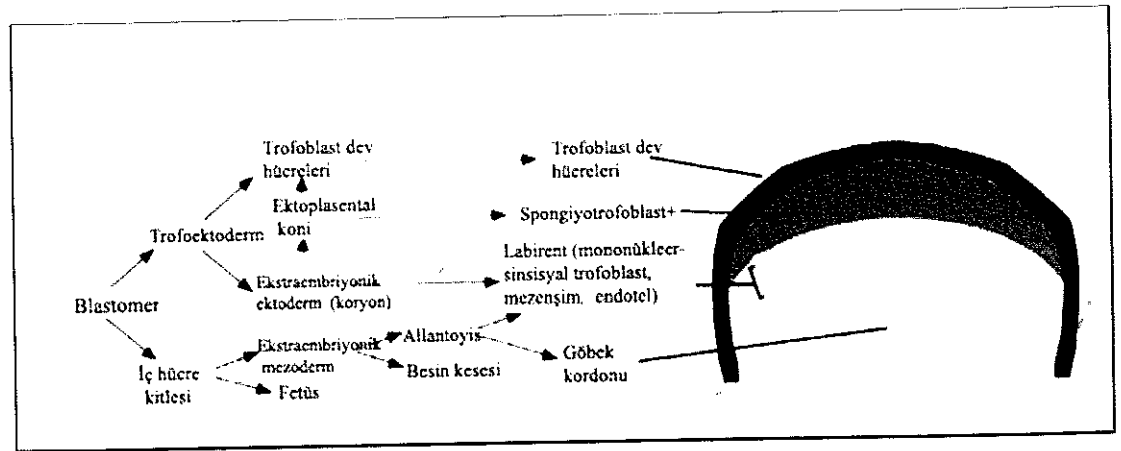 Trofoblast dev
hücreleri
Trofoblast dev
hücreleri
Ektoplasental
koni
Spongiyotrofoblast+
Trofoektoderm
Labirent (mononükleer-
sinsisyal trofoblast,
mezenşim, endotel)
Ekstraembriyonik
ektoderm (koryon)
Blastomer
Ekstraembriyonik
mezoderm
Allantoyis
Göbek
kordonu
Besin kesesi
İç hücre
kitlesi
Fetüs